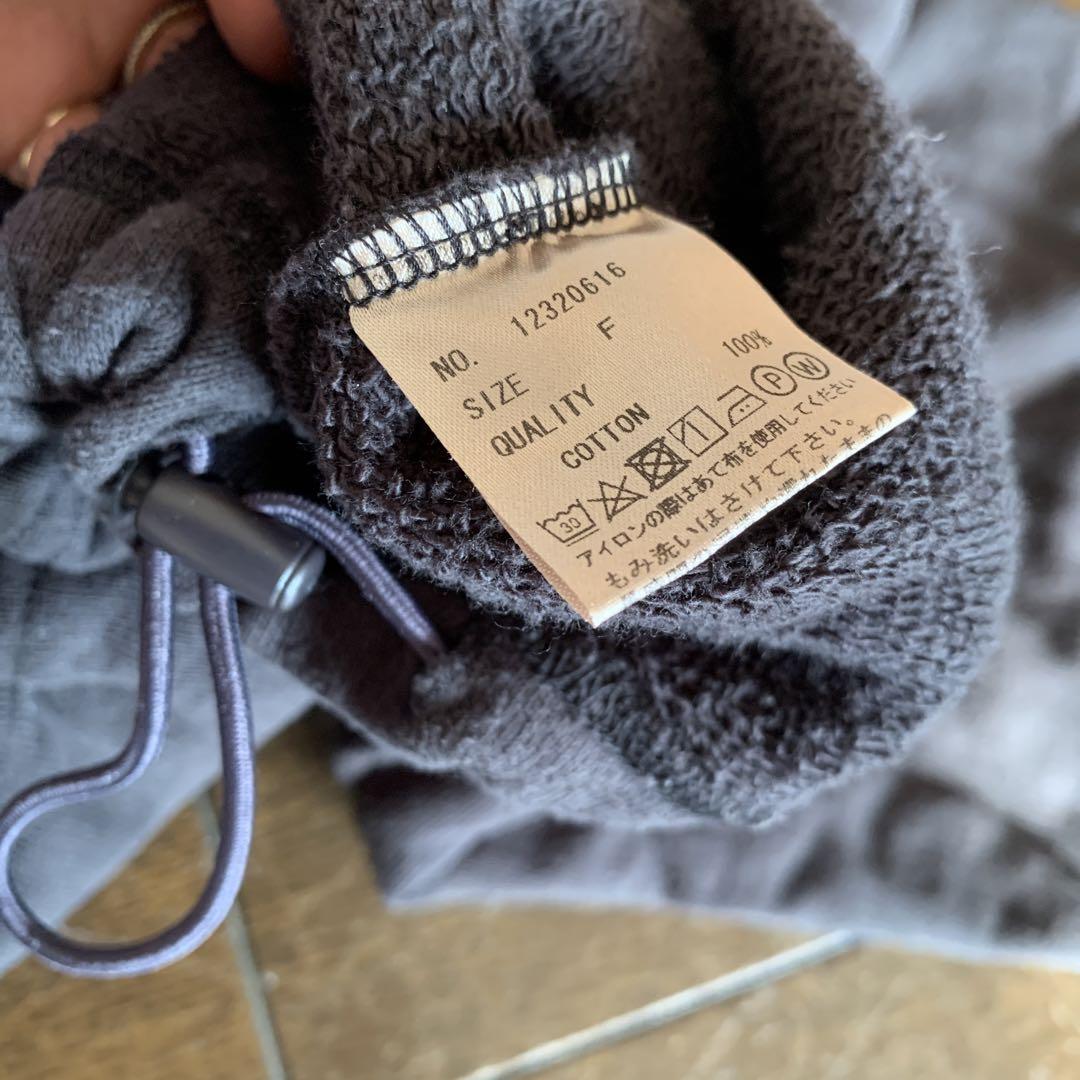 NO. 12320616
SIZE F
QUALITY
COTTON 100%
30 P W
アイロンの際はあて布を使用してください
もみ洗いはよさけて下さい。